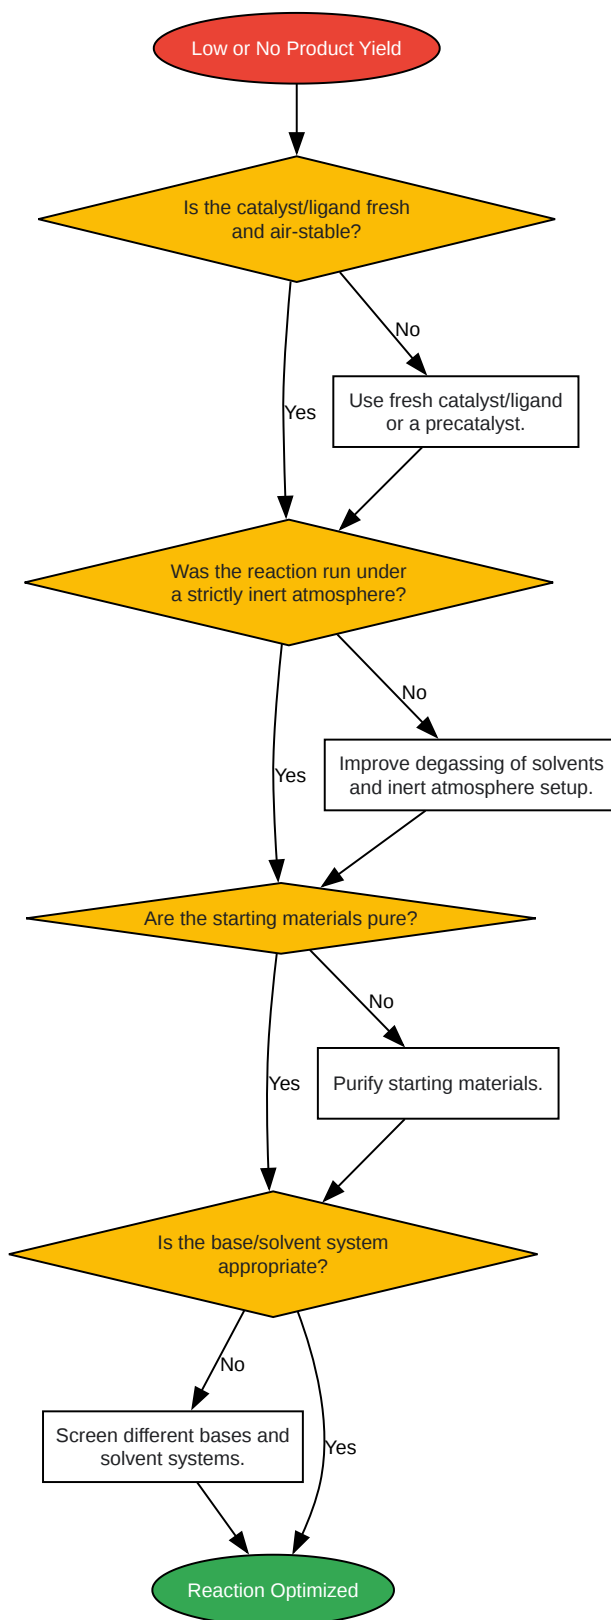 Low or No Product Yield
Is the catalyst/ligand fresh
and air-stable?
No
Yes
Use fresh catalyst/ligand
or a precatalyst.
Was the reaction run under
a strictly inert atmosphere?
No
Yes
Improve degassing of solvents
and inert atmosphere setup.
Are the starting materials pure?
No
Yes
Purify starting materials.
Is the base/solvent system
appropriate?
No
Yes
Screen different bases and
solvent systems.
Reaction Optimized